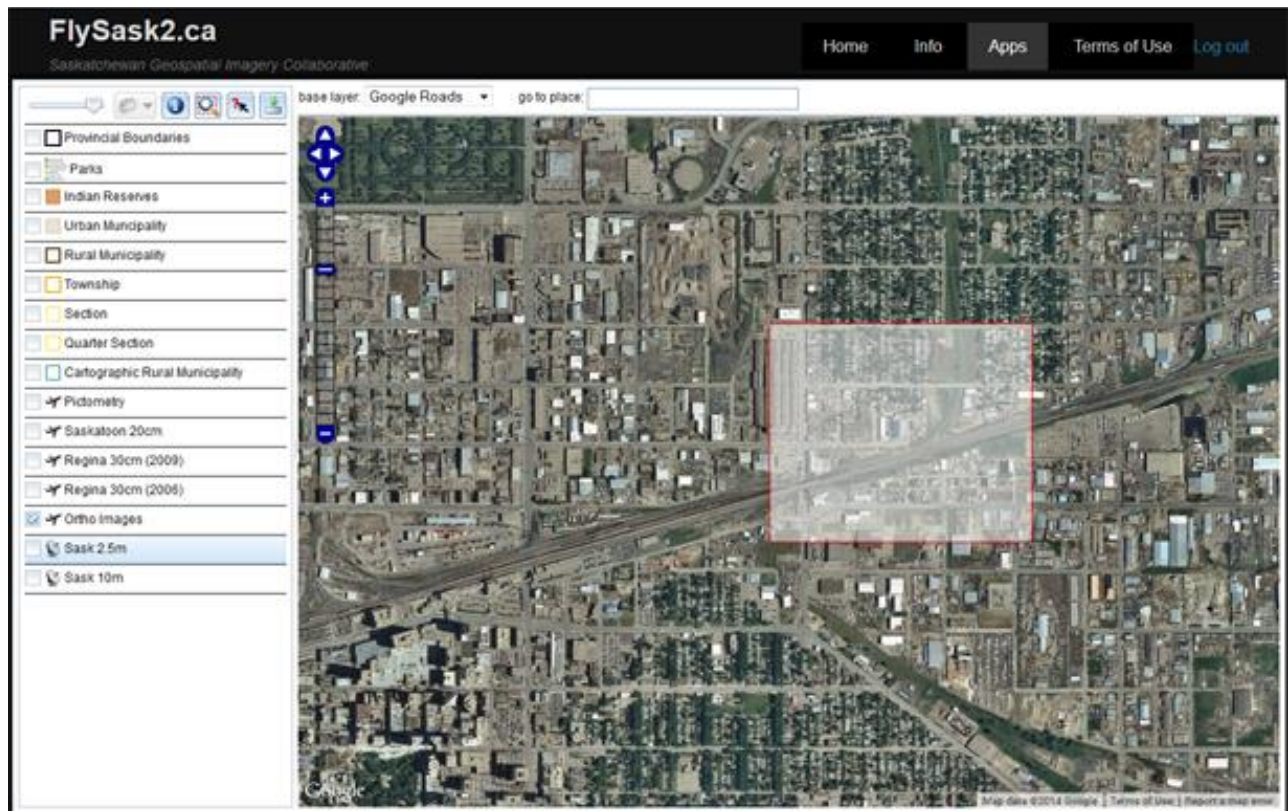 FlySask2.ca
Saskatchewan Geospatial Imagery Collaborative
Home Info Apps Terms of Use Log out
base layer: Google Roads go to place:
Provincial Boundaries
Parks
Indian Reserves
Urban Muncipality
Rural Municipality
Township
Section
Quarter Section
Cartographic Rural Municipality
Pictometry
Saskatoon 20cm
Regina 30cm (2009)
Regina 30cm (2006)
Ortho Images
Sask 2.5m
Sask 10m
Google
Map data ©2014 Google Terms of Use Report a map error